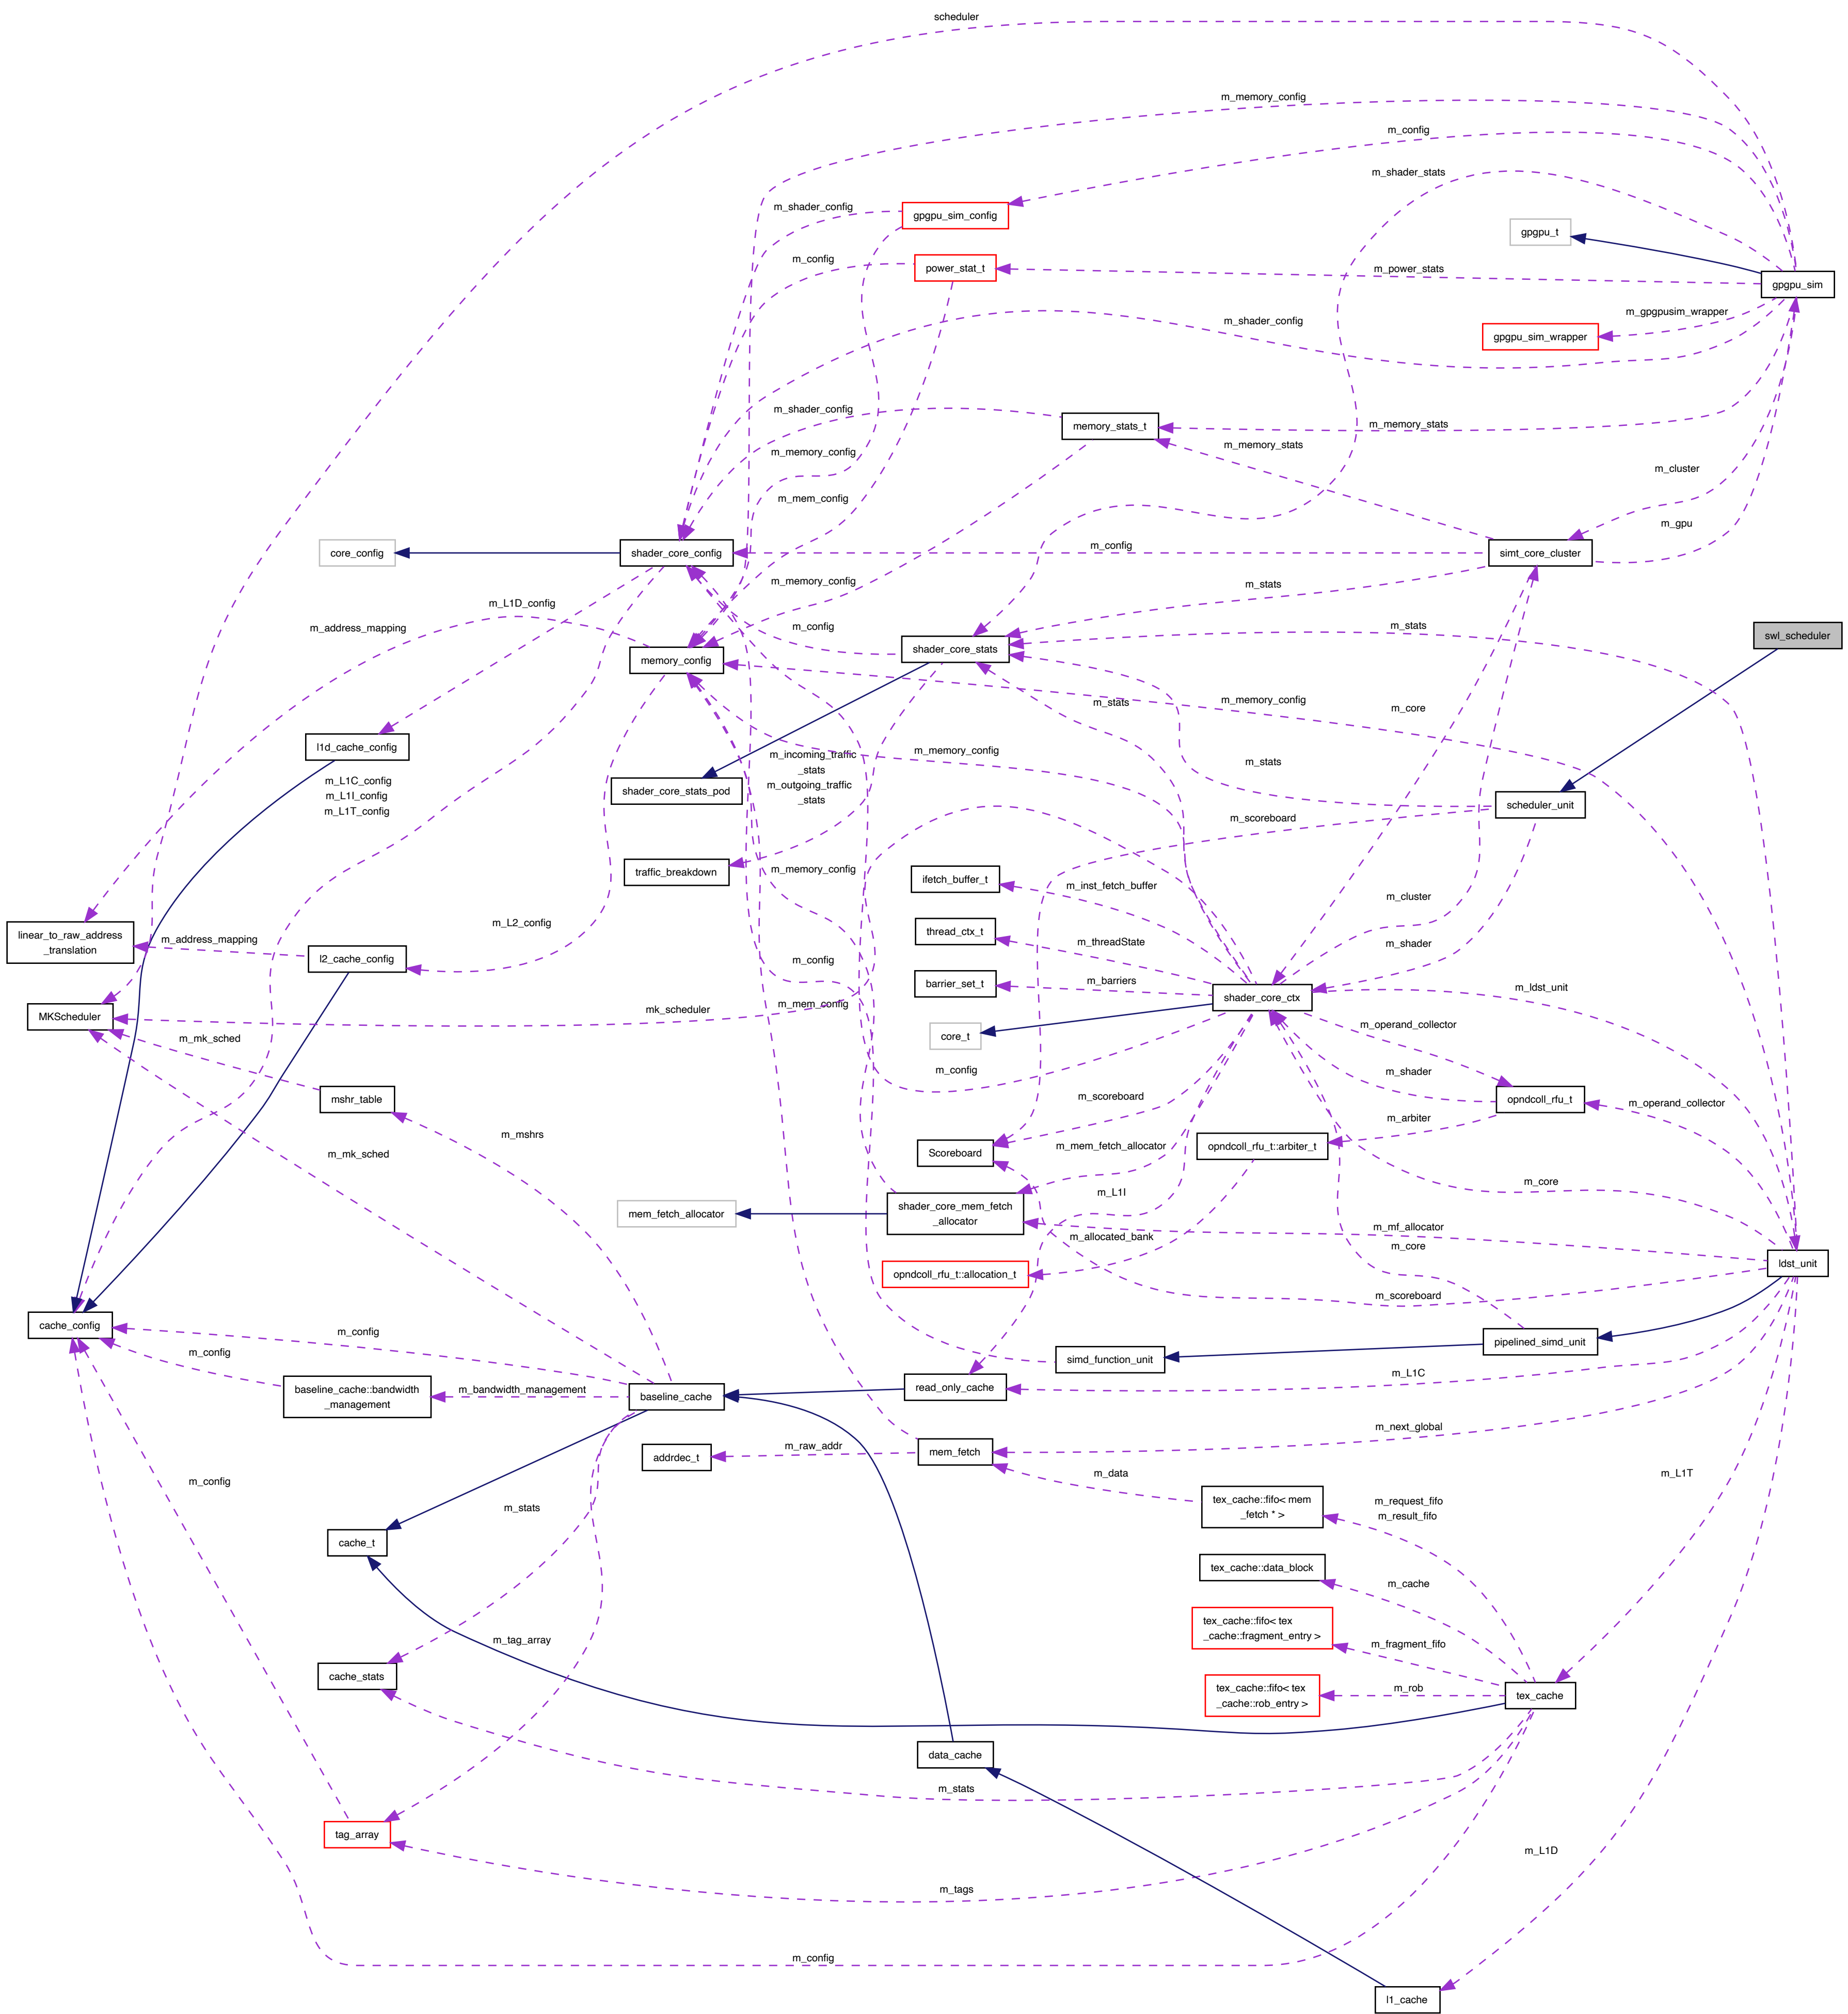 scheduler
m_memory_config
m_config
m_shader_stats
m_shader_config
gpgpu_sim_config
gpgpu_t
m_config
power_stat_t
m_power_stats
gpgpu_sim
m_gpgpusim_wrapper
m_shader_config
gpgpu_sim_wrapper
m_shader_config
memory_stats_t
m_memory_stats
m_memory_stats
m_memory_config
m_cluster
m_mem_config
m_gpu
core_config
shader_core_config
m_config
simt_core_cluster
m_memory_config
m_stats
m_L1D_config
m_address_mapping
m_config
m_stats
swl_scheduler
shader_core_stats
memory_config
m_stats
m_memory_config
m_core
l1d_cache_config
m_memory_config
m_incoming_traffic
_stats
m_outgoing_traffic
_stats
m_stats
m_L1C_config
m_L1I_config
m_L1T_config
shader_core_stats_pod
scheduler_unit
m_scoreboard
traffic_breakdown
m_memory_config
ifetch_buffer_t
m_inst_fetch_buffer
m_cluster
m_L2_config
thread_ctx_t
linear_to_raw_address
_translation
m_address_mapping
m_threadState
m_shader
l2_cache_config
m_config
barrier_set_t
m_barriers
m_ldst_unit
shader_core_ctx
MKScheduler
mk_scheduler
m_mem_config
m_operand_collector
core_t
m_mk_sched
m_config
m_shader
mshr_table
m_scoreboard
opndcoll_rfu_t
m_operand_collector
m_arbiter
m_mshrs
m_mk_sched
Scoreboard
m_mem_fetch_allocator
opndcoll_rfu_t::arbiter_t
m_core
m_L1I
mem_fetch_allocator
shader_core_mem_fetch
_allocator
m_mf_allocator
m_allocated_bank
m_core
ldst_unit
opndcoll_rfu_t::allocation_t
m_scoreboard
cache_config
m_config
pipelined_simd_unit
m_config
simd_function_unit
m_L1C
baseline_cache::bandwidth
_management
m_bandwidth_management
baseline_cache
read_only_cache
m_next_global
m_raw_addr
addrdec_t
mem_fetch
m_data
m_L1T
m_config
m_stats
tex_cache::fifo< mem
_fetch * >
m_request_fifo
m_result_fifo
cache_t
tex_cache::data_block
m_cache
tex_cache::fifo< tex
_cache::fragment_entry >
m_fragment_fifo
m_tag_array
cache_stats
tex_cache::fifo< tex
_cache::rob_entry >
m_rob
tex_cache
data_cache
m_stats
tag_array
m_L1D
m_tags
m_config
l1_cache